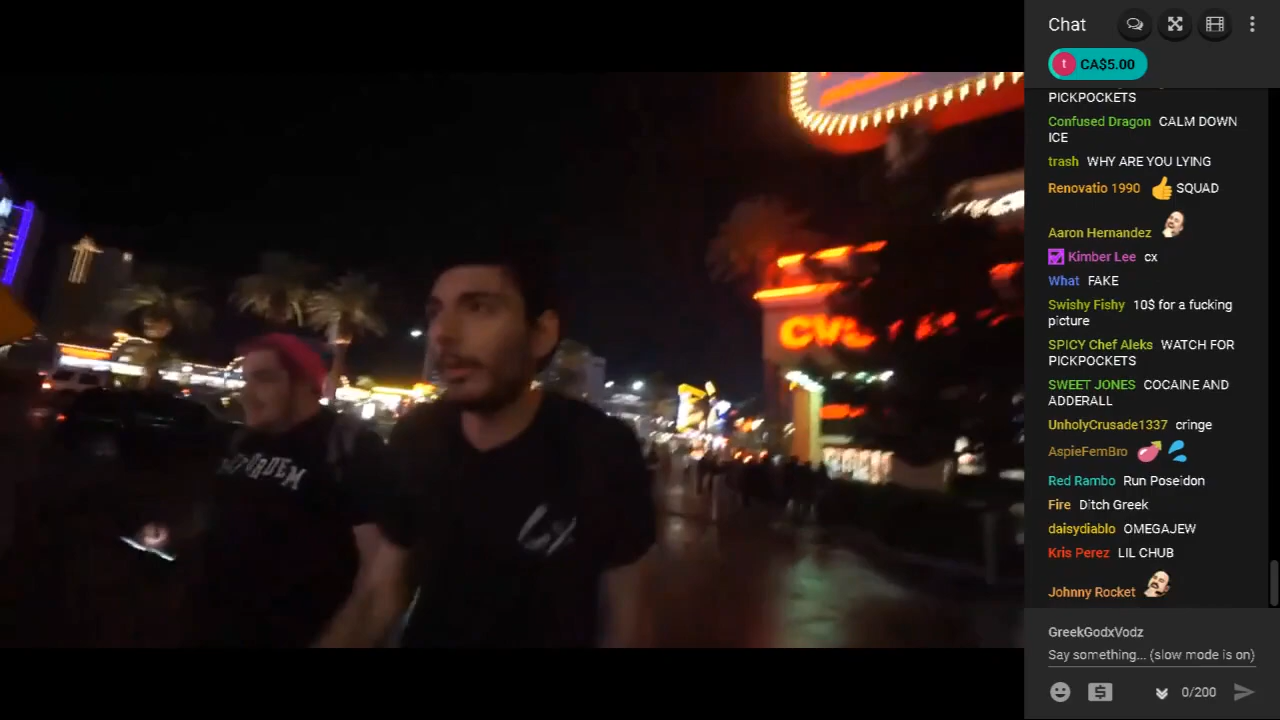 Chat
t CA$5.00
PICKPOCKETS
Confused Dragon CALM DOWN
ICE
trash WHY ARE YOU LYING
Renovatio 1990 SQUAD
Aaron Hernandez
Kimber Lee cx
What FAKE
Swishy Fishy 10$ for a fucking
picture
SPICY Chef Aleks WATCH FOR
PICKPOCKETS
SWEET JONES COCAINE AND
ADDERALL
UnholyCrusade1337 cringe
AspieFemBro
Red Rambo Run Poseidon
Fire Ditch Greek
daisydiablo OMEGAJEW
Kris Perez LIL CHUB
Johnny Rocket
GreekGodxVodz
Say something... (slow mode is on)
0/200
CVS
Cx